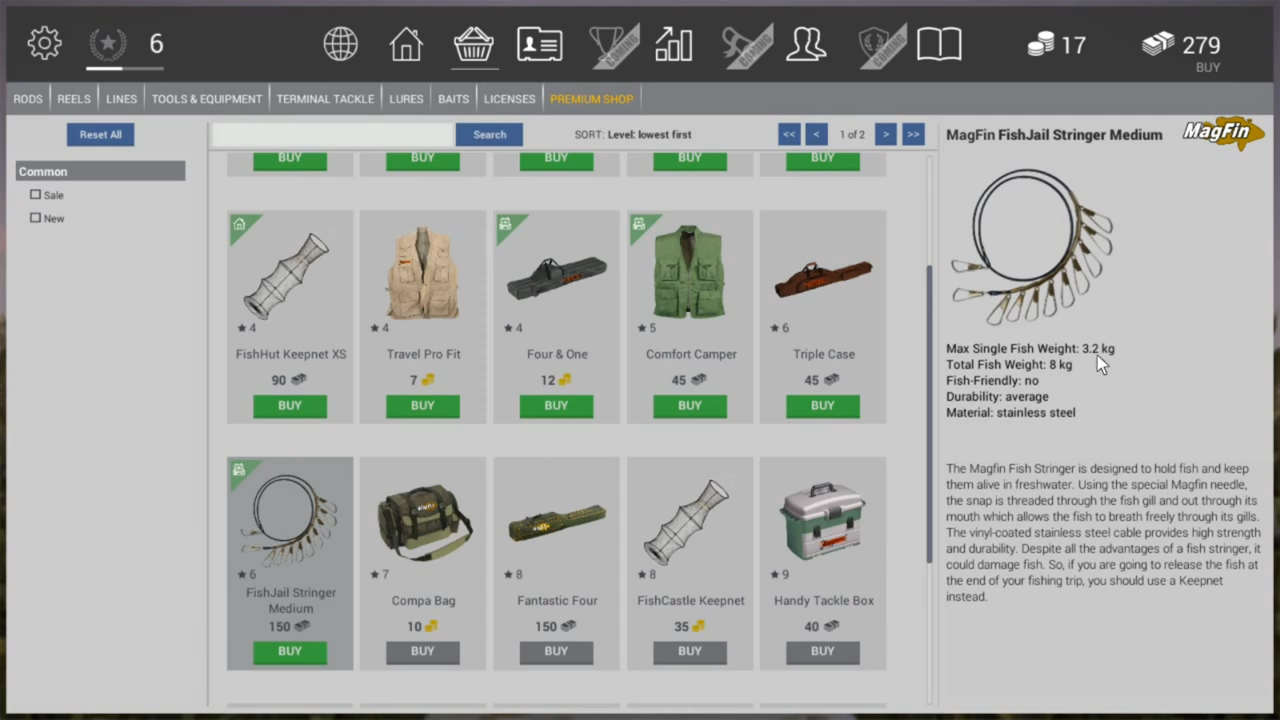 6
COMING
COMING
COMING
17
279
BUY
RODS
REELS
LINES
TOOLS & EQUIPMENT
TERMINAL TACKLE
LURES
BAITS
LICENSES
PREMIUM SHOP
Reset All
Search
SORT: Level: lowest first
<<
<
1 of 2
>
>>
Common
Sale
New
BUY
BUY
BUY
BUY
BUY
4
FishHut Keepnet XS
90
BUY
4
Travel Pro Fit
7
BUY
4
Four & One
12
BUY
5
Comfort Camper
45
BUY
6
Triple Case
45
BUY
6
FishJail Stringer
Medium
150
BUY
7
Compa Bag
10
BUY
8
Fantastic Four
150
BUY
8
FishCastle Keepnet
35
BUY
9
Handy Tackle Box
40
BUY
MagFin FishJail Stringer Medium
MagFin
Max Single Fish Weight: 3.2 kg
Total Fish Weight: 8 kg
Fish-Friendly: no
Durability: average
Material: stainless steel
The Magfin Fish Stringer is designed to hold fish and keep
them alive in freshwater. Using the special Magfin needle,
the snap is threaded through the fish gill and out through its
mouth which allows the fish to breath freely through its gills.
The vinyl-coated stainless steel cable provides high strength
and durability. Despite all the advantages of a fish stringer, it
could damage fish. So, if you are going to release the fish at
the end of your fishing trip, you should use a Keepnet
instead.